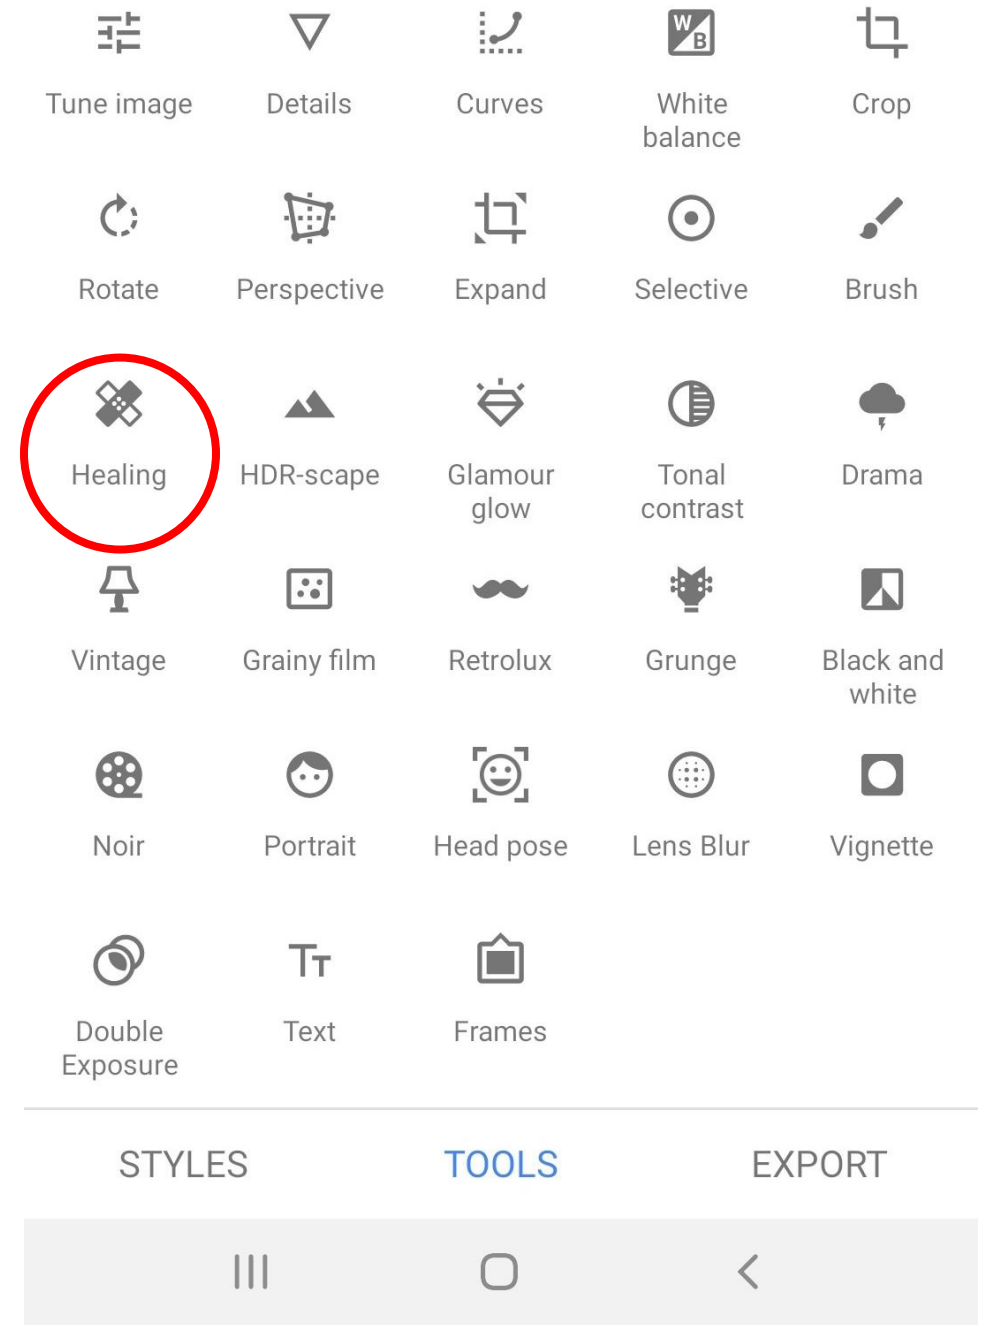 W
B
Tune image Details Curves White Crop
balance
Rotate Perspective Expand Selective Brush
Healing HDR-scape Glamour Tonal Drama
glow contrast
Vintage Grainy film Retrolux Grunge Black and
white
Noir Portrait Head pose Lens Blur Vignette
TT
Double Text Frames
Exposure
STYLES TOOLS EXPORT